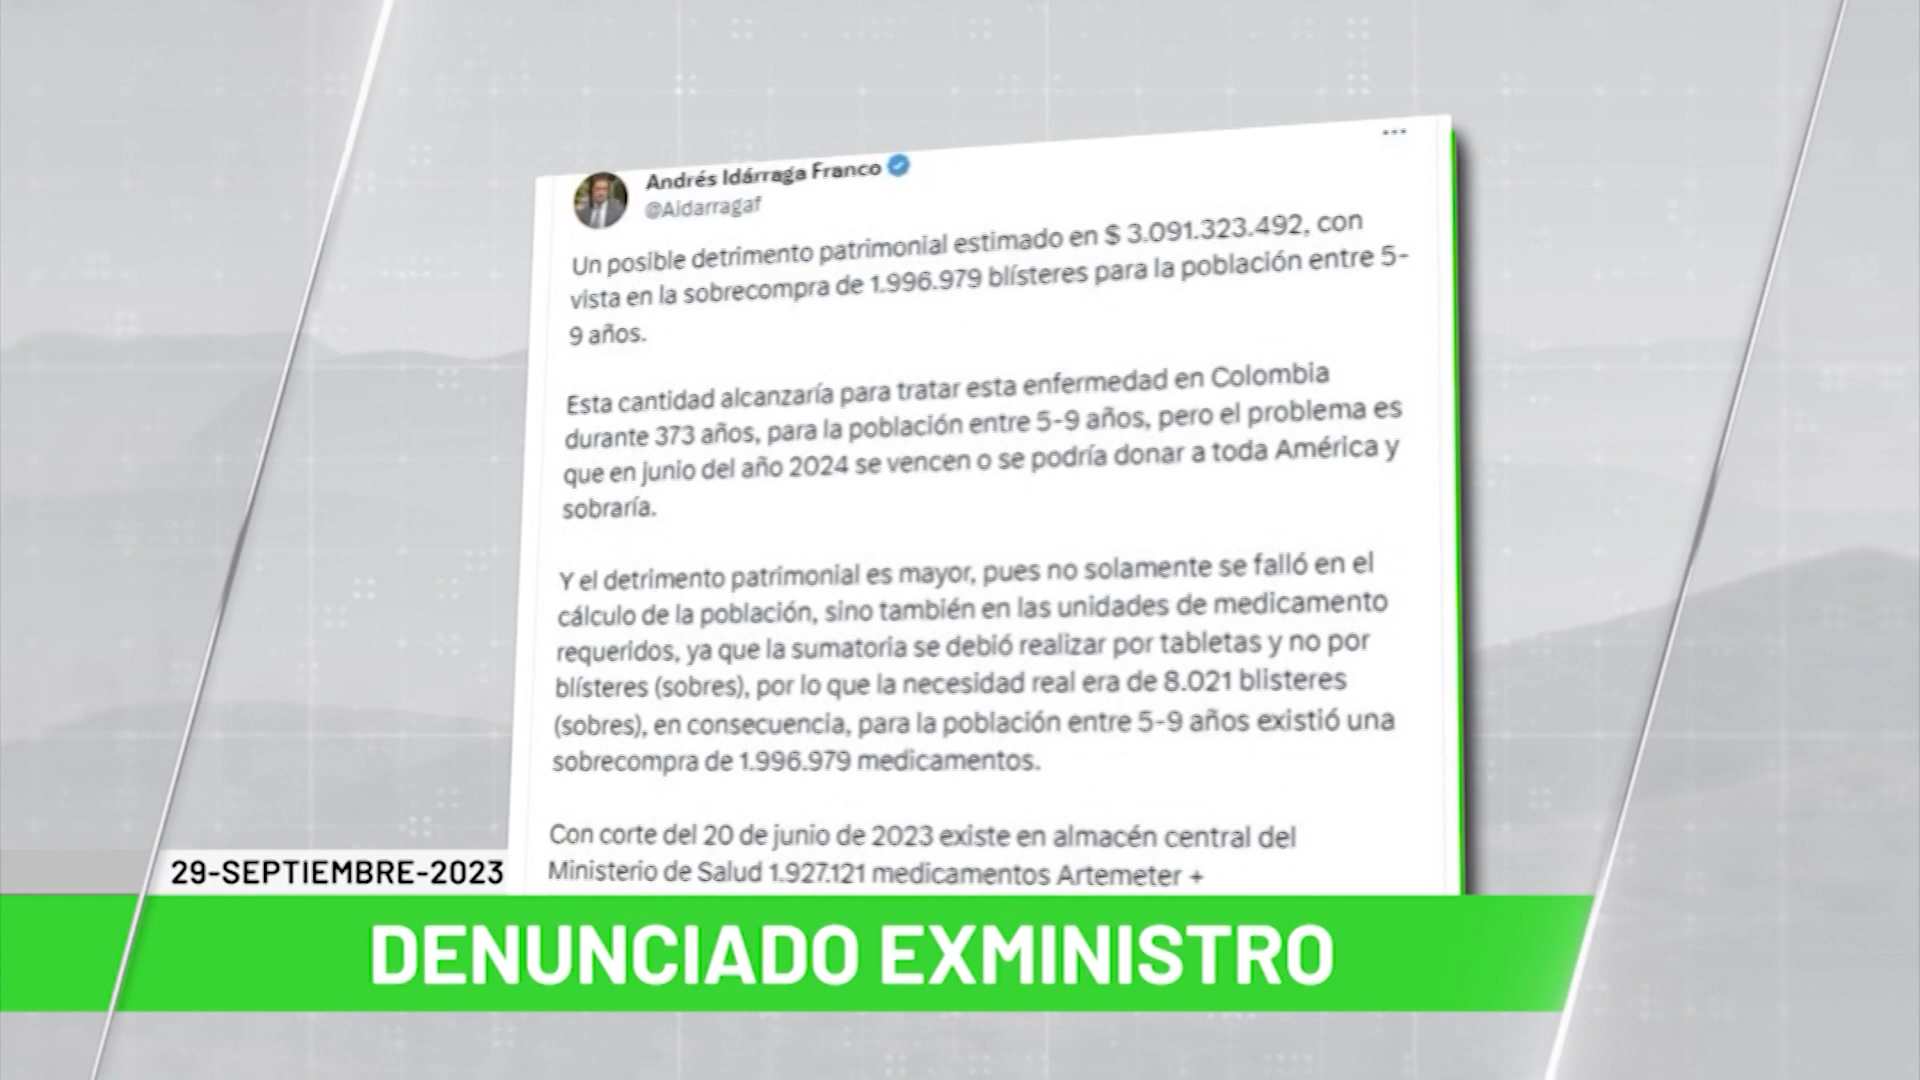 Andrés Idárraga Franco
@Aidarragaf
Un posible detrimento patrimonial estimado en $ 3.091.323.492, con
vista en la sobrecompra de 1.996.979 blísteres para la población entre 5-
9 años.
Esta cantidad alcanzaría para tratar esta enfermedad en Colombia
durante 373 años, para la población entre 5-9 años, pero el problema es
que en junio del año 2024 se vencen o se podría donar a toda América y
sobraría.
Y el detrimento patrimonial es mayor, pues no solamente se falló en el
cálculo de la población, sino también en las unidades de medicamento
requeridos, ya que la sumatoria se debió realizar por tabletas y no por
blísteres (sobres), por lo que la necesidad real era de 8.021 blisteres
(sobres), en consecuencia, para la población entre 5-9 años existió una
sobrecompra de 1.996.979 medicamentos.
Con corte del 20 de junio de 2023 existe en almacén central del
Ministerio de Salud 1.927.121 medicamentos Artemeter +
29-SEPTIEMBRE-2023
DENUNCIADO EXMINISTRO